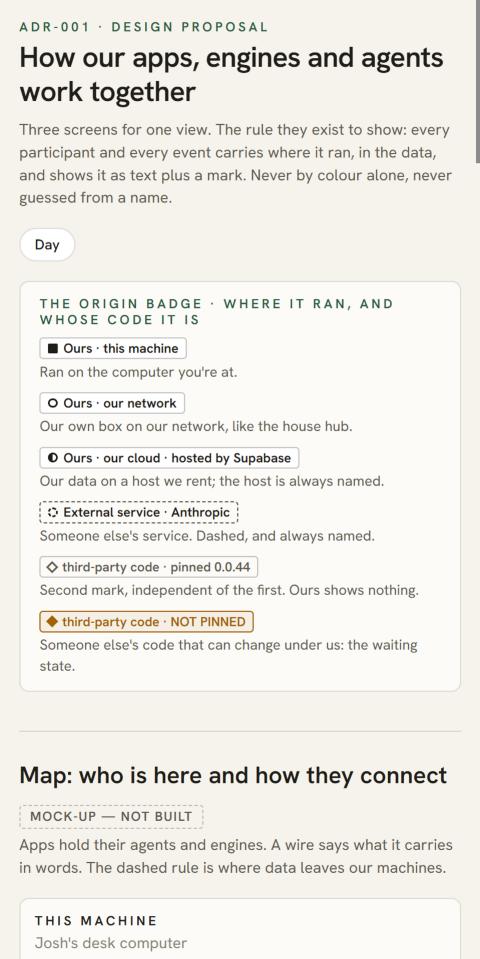 ADR-001 · DESIGN PROPOSAL
How our apps, engines and agents
work together
Three screens for one view. The rule they exist to show: every
participant and every event carries where it ran, in the data,
and shows it as text plus a mark. Never by colour alone, never
guessed from a name.
Day
THE ORIGIN BADGE · WHERE IT RAN, AND
WHOSE CODE IT IS
Ours · this machine
Ran on the computer you're at.
Ours · our network
Our own box on our network, like the house hub.
Ours · our cloud · hosted by Supabase
Our data on a host we rent; the host is always named.
External service · Anthropic
Someone else's service. Dashed, and always named.
third-party code · pinned 0.0.44
Second mark, independent of the first. Ours shows nothing.
third-party code · NOT PINNED
Someone else's code that can change under us: the waiting
state.
Map: who is here and how they connect
MOCK-UP — NOT BUILT
Apps hold their agents and engines. A wire says what it carries
in words. The dashed rule is where data leaves our machines.
THIS MACHINE
Josh's desk computer